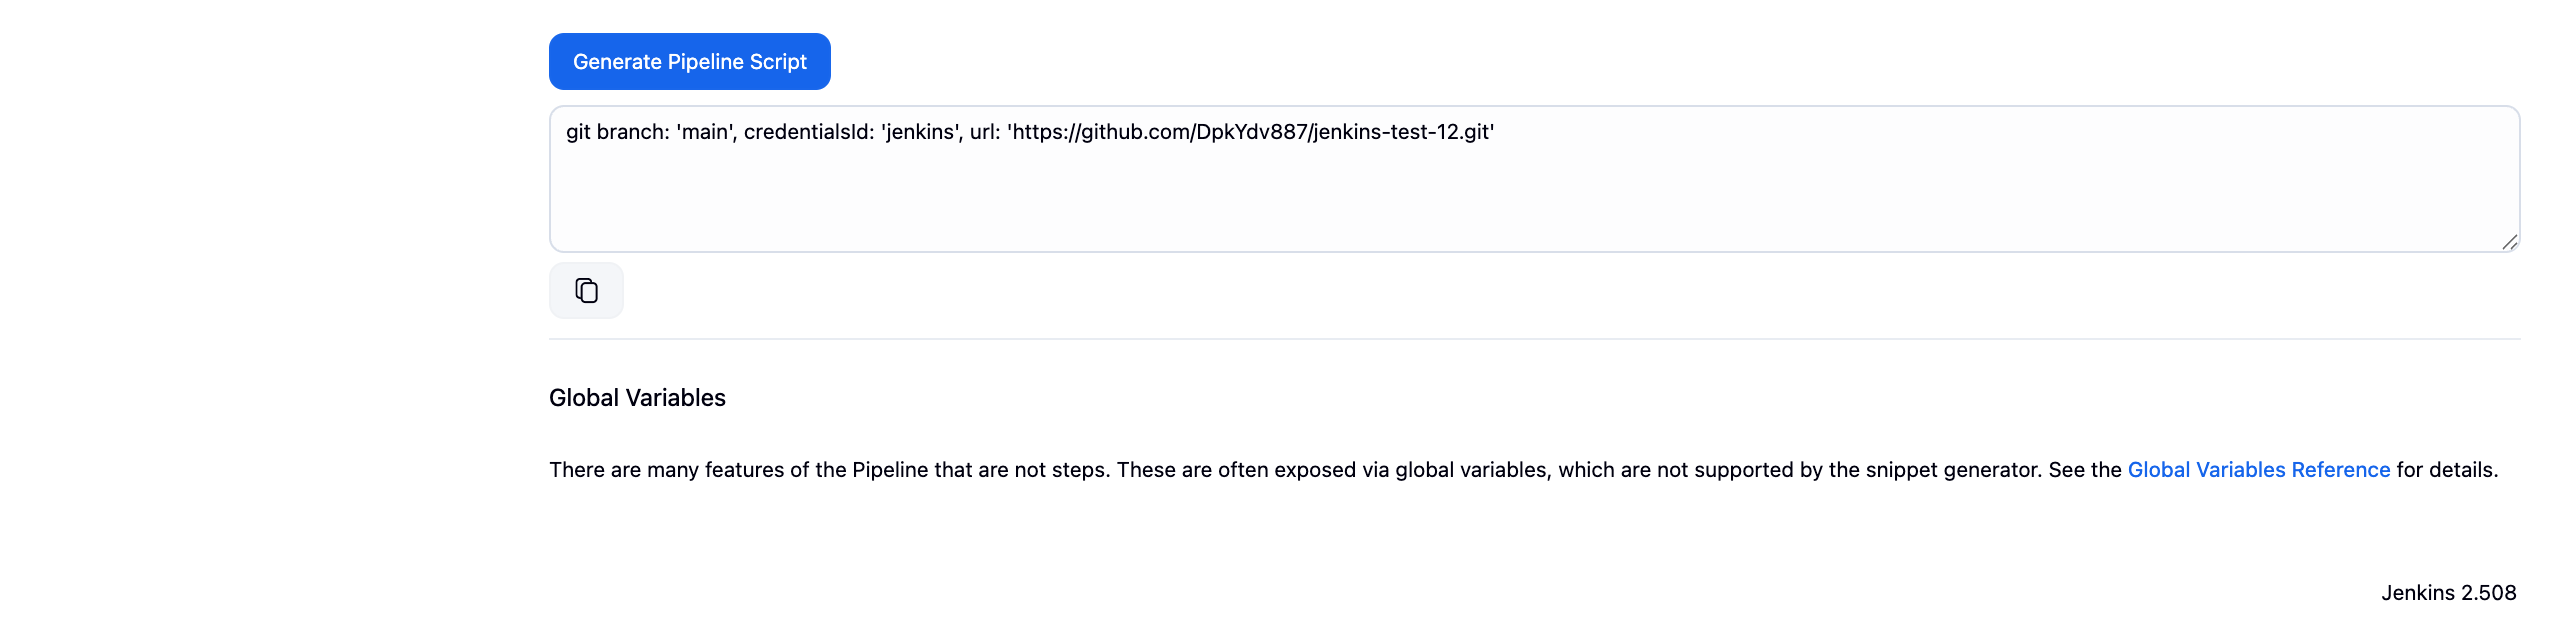 Generate Pipeline Script
git branch: 'main', credentialsId: 'jenkins', url: 'https://github.com/DpkYdv887/jenkins-test-12.git'
Global Variables
There are many features of the Pipeline that are not steps. These are often exposed via global variables, which are not supported by the snippet generator. See the Global Variables Reference for details.
Jenkins 2.508